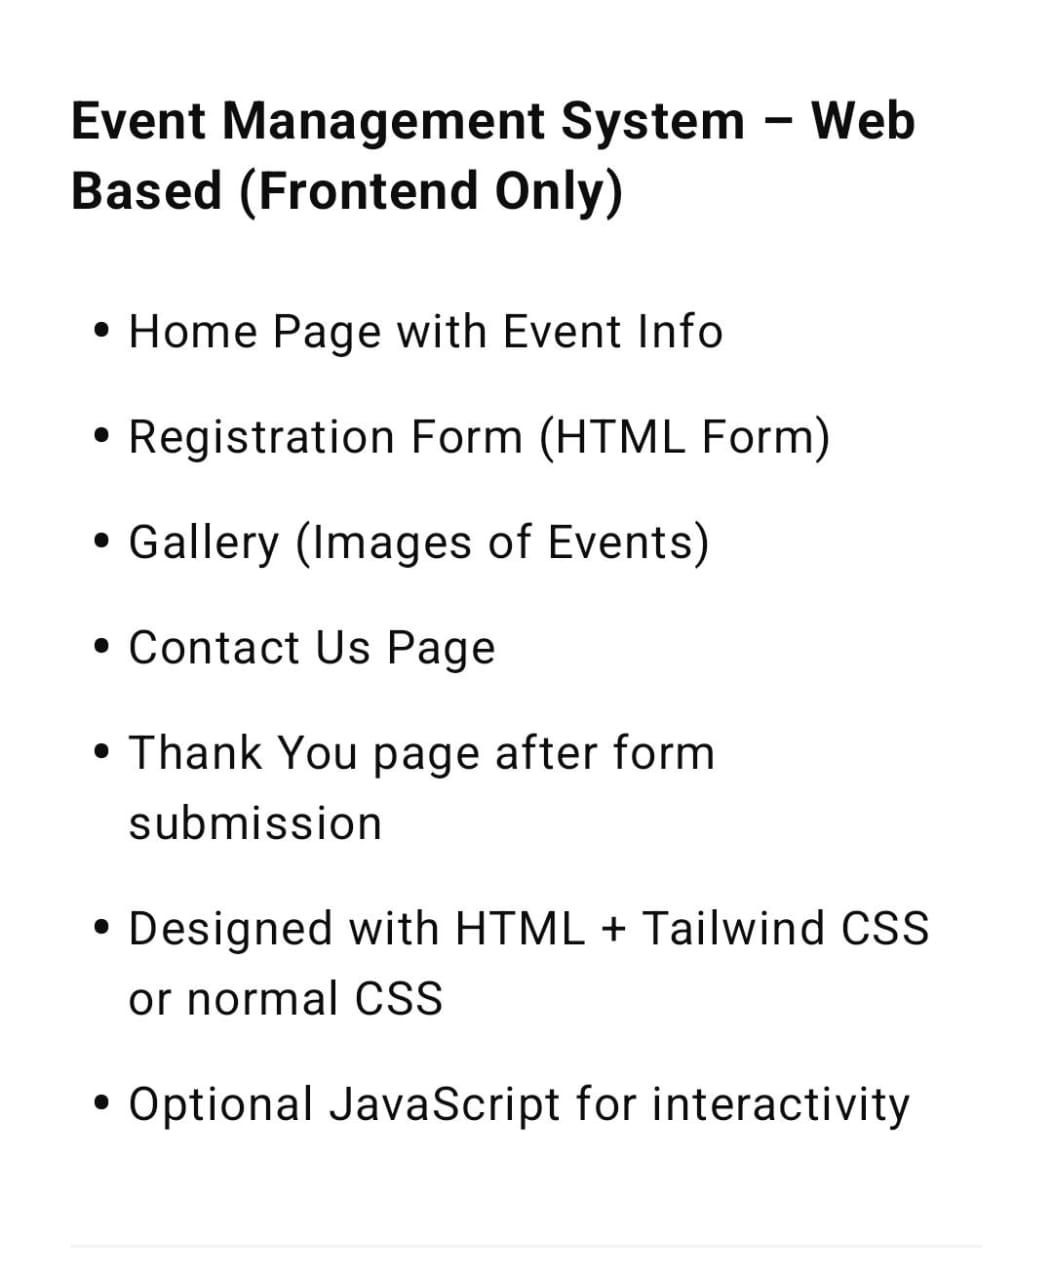 Event Management System – Web
Based (Frontend Only)
• Home Page with Event Info
• Registration Form (HTML Form)
• Gallery (Images of Events)
• Contact Us Page
• Thank You page after form
submission
• Designed with HTML + Tailwind CSS
or normal CSS
• Optional JavaScript for interactivity